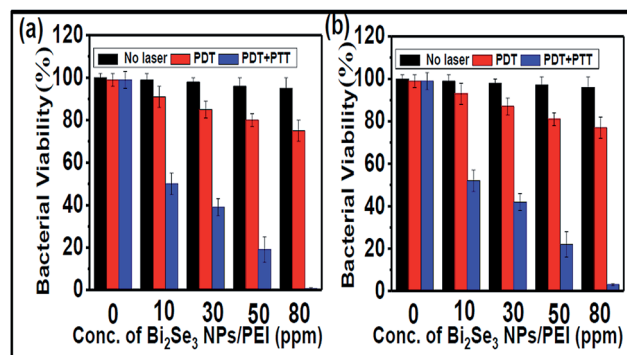 (a)
120
100
80
60
40
20
0
Bacterial Viability(%)
No laser PDT PDT+PTT
0 10 30 50 80
Conc. of Bi₂Se₃ NPs/PEI (ppm)
(b)
120
100
80
60
40
20
0
Bacterial Viability(%)
No laser PDT PDT+PTT
0 10 30 50 80
Conc. of Bi₂Se₃ NPs/PEI (ppm)